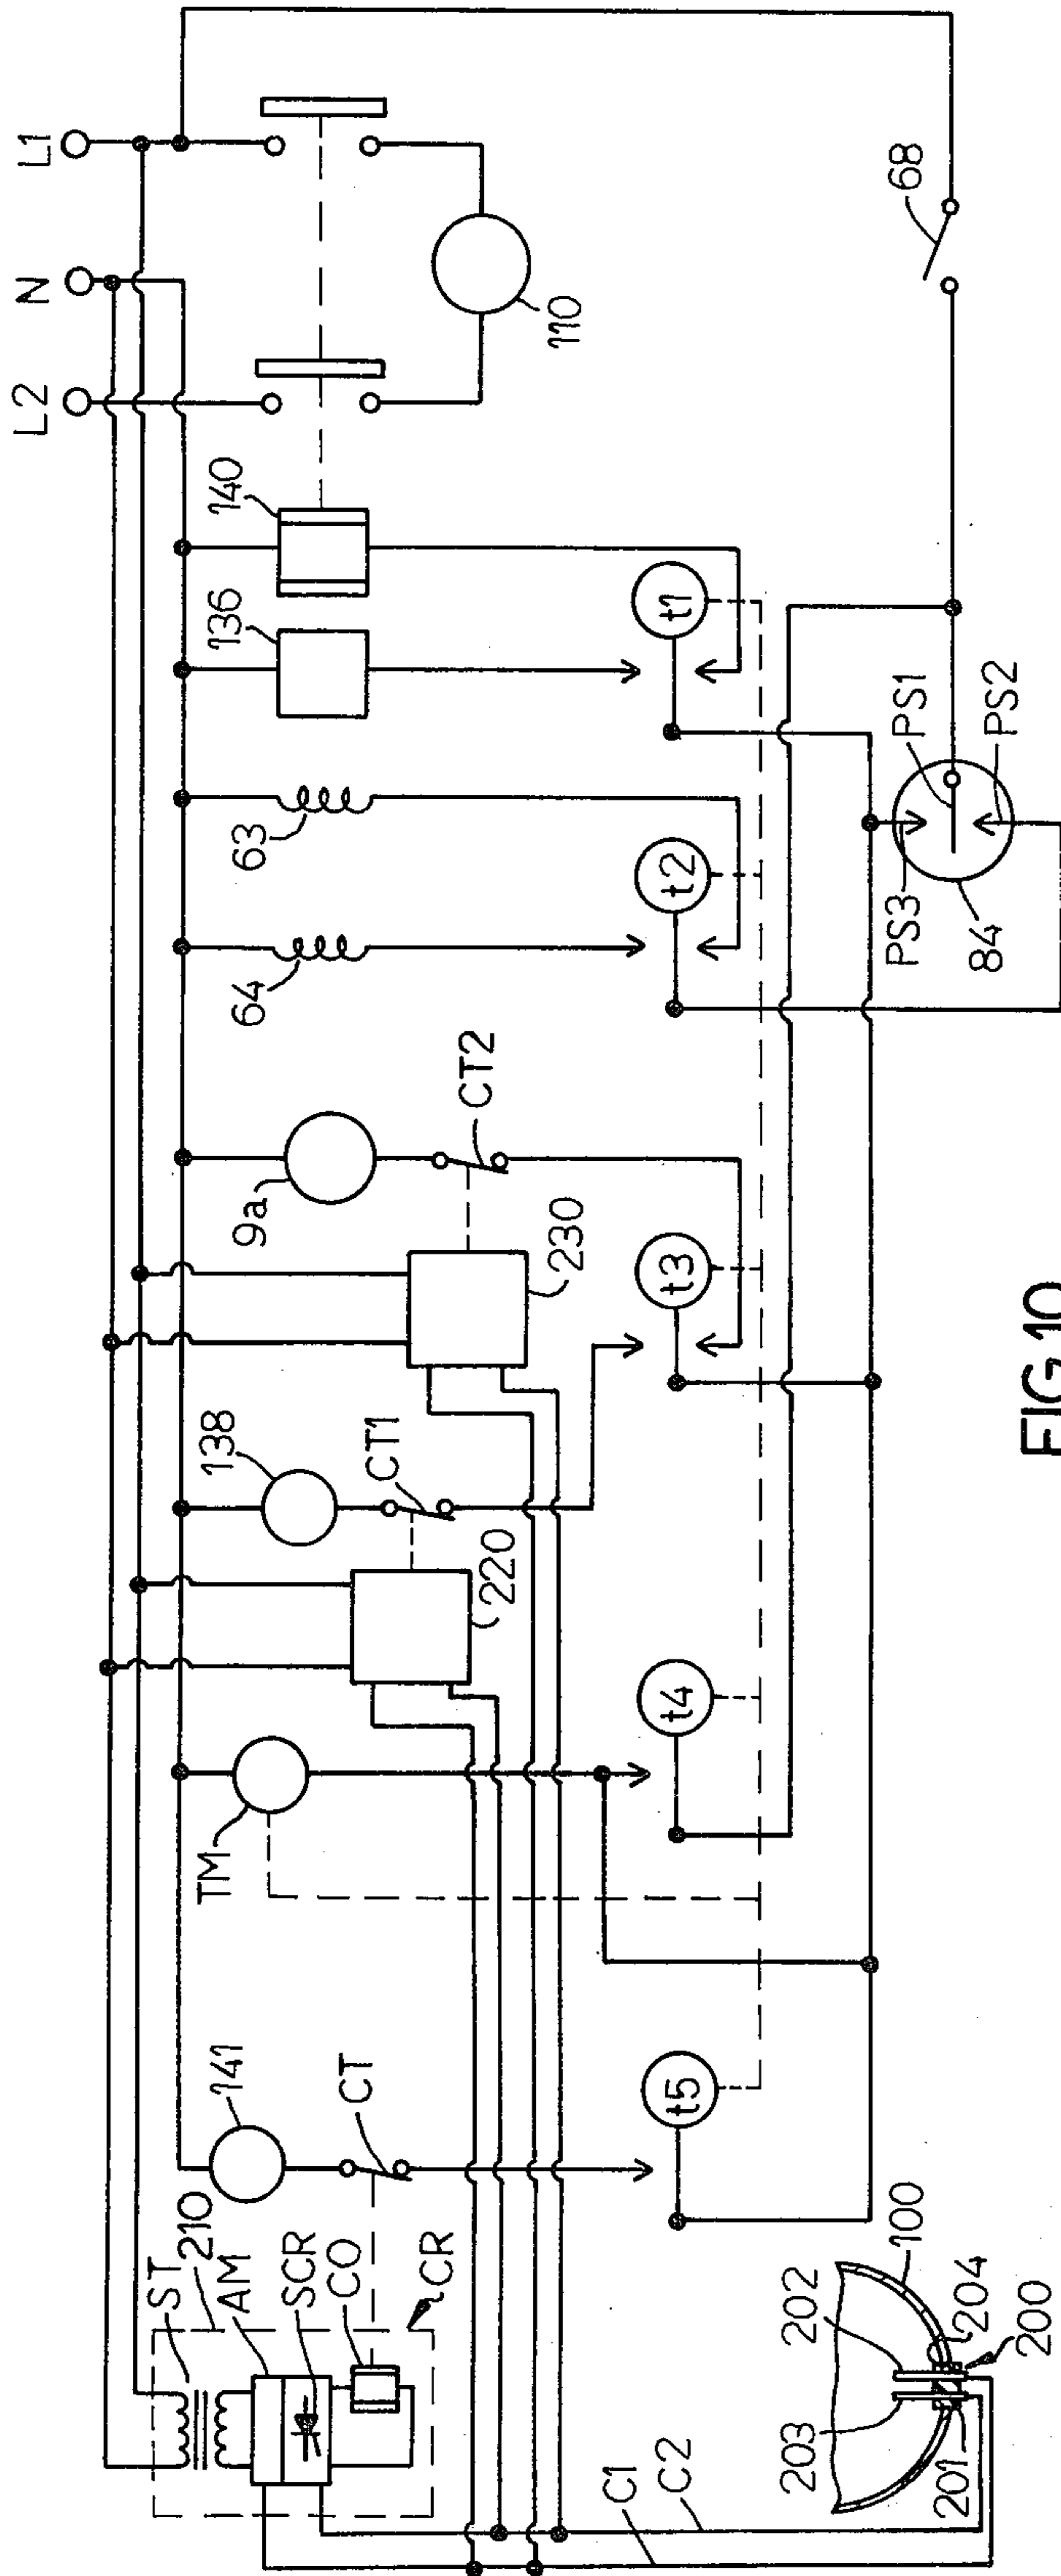 L1
N
L2
110
68
140
136
t1
PS1
PS2
PS3
84
63
64
t2
CT2
9a
230
t3
138
CT1
220
t4
TM
141
CT
t5
ST
210
AM
SCR
CO
CR
C1
C2
100
202
204
200
203
201
FIG.10